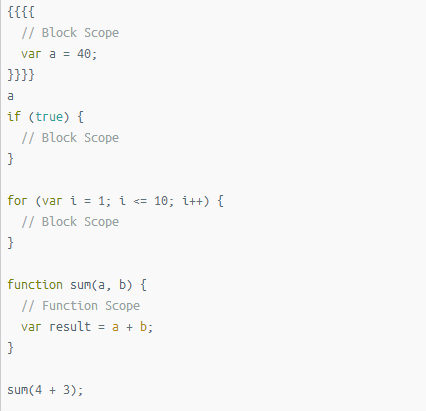 {{{{
  // Block Scope
  var a = 40;
}}}}
a
if (true) {
  // Block Scope
}

for (var i = 1; i <= 10; i++) {
  // Block Scope
}

function sum(a, b) {
  // Function Scope
  var result = a + b;
}

sum(4 + 3);